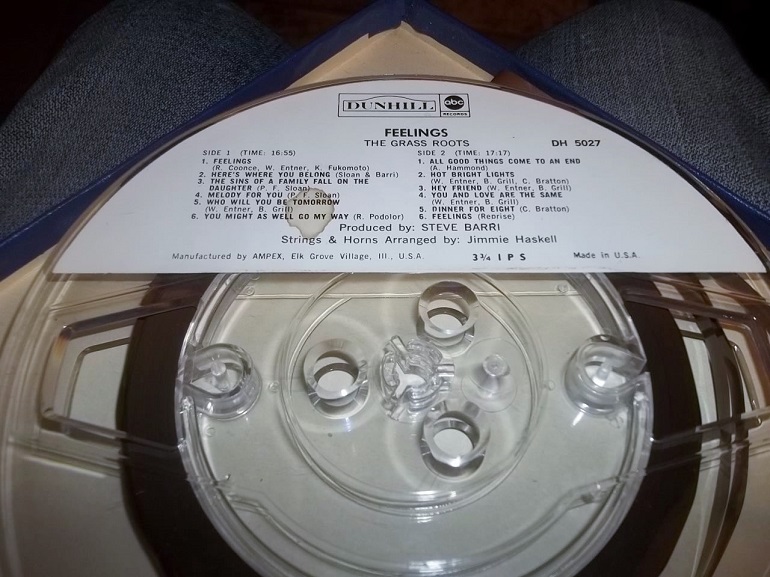 DUNHILL abc
RECORDS
FEELINGS
THE GRASS ROOTS
DH 5027
SIDE 1 (TIME: 16:55)
1. FEELINGS
(R. Coonce, W. Entner, K. Fukomoto)
2. HERE'S WHERE YOU BELONG (Sloan & Barri)
3. THE SINS OF A FAMILY FALL ON THE
DAUGHTER (P. F. Sloan)
4. MELODY FOR YOU (P. F. Sloan)
5. WHO WILL YOU BE TOMORROW
(W. Entner, B. Grill)
6. YOU MIGHT AS WELL GO MY WAY (R. Podolor)
SIDE 2 (TIME: 17:17)
1. ALL GOOD THINGS COME TO AN END
(A. Hammond)
2. HOT BRIGHT LIGHTS
(W. Entner, B. Grill, C. Bratton)
3. HEY FRIEND (W. Entner, B. Grill)
4. YOU AND LOVE ARE THE SAME
(W. Entner, B. Grill)
5. DINNER FOR EIGHT (C. Bratton)
6. FEELINGS (Reprise)
Produced by: STEVE BARRI
Strings & Horns Arranged by: Jimmie Haskell
Manufactured by AMPEX, Elk Grove Village, Ill., U.S.A.
3¾ IPS
Made in U.S.A.